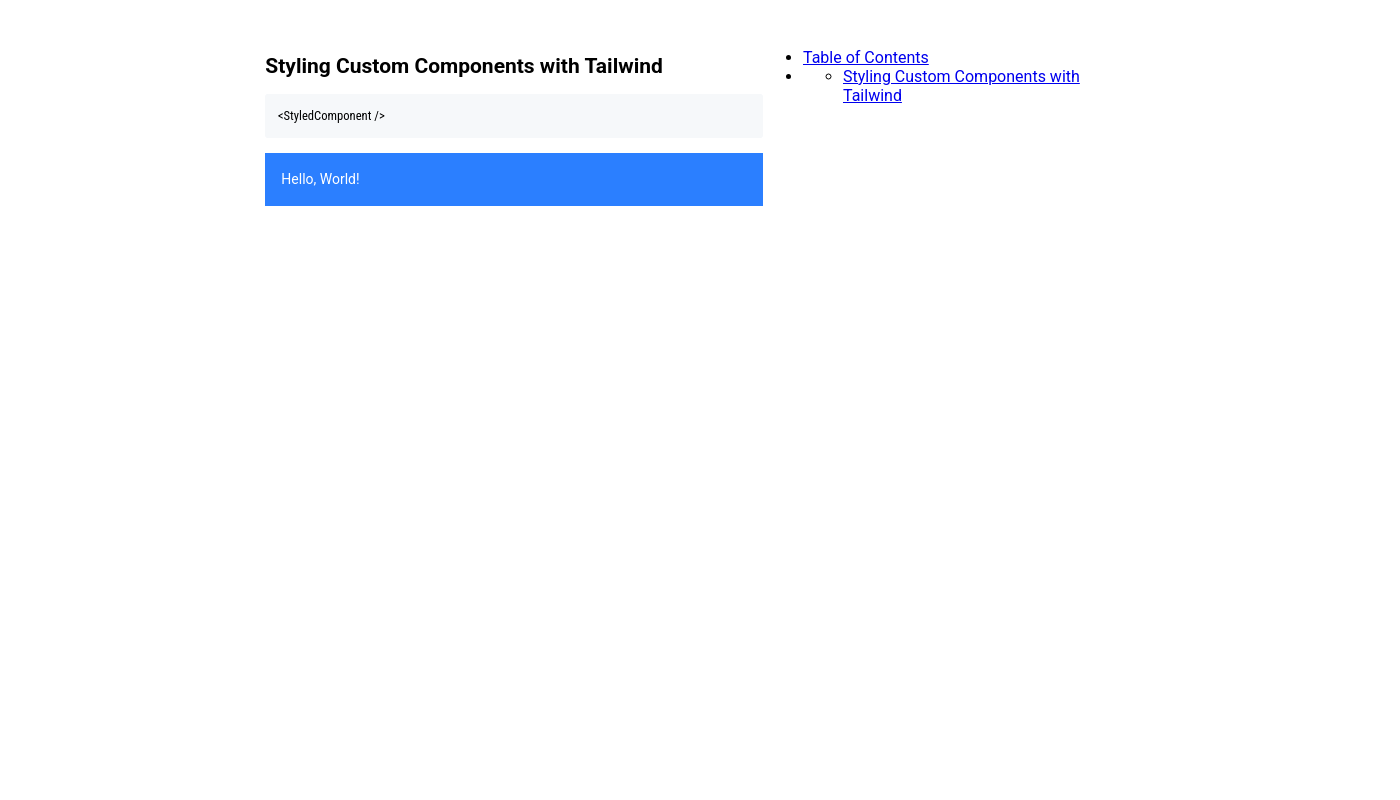 Styling Custom Components with Tailwind
<StyledComponent />
Hello, World!
Table of Contents
Styling Custom Components with
Tailwind